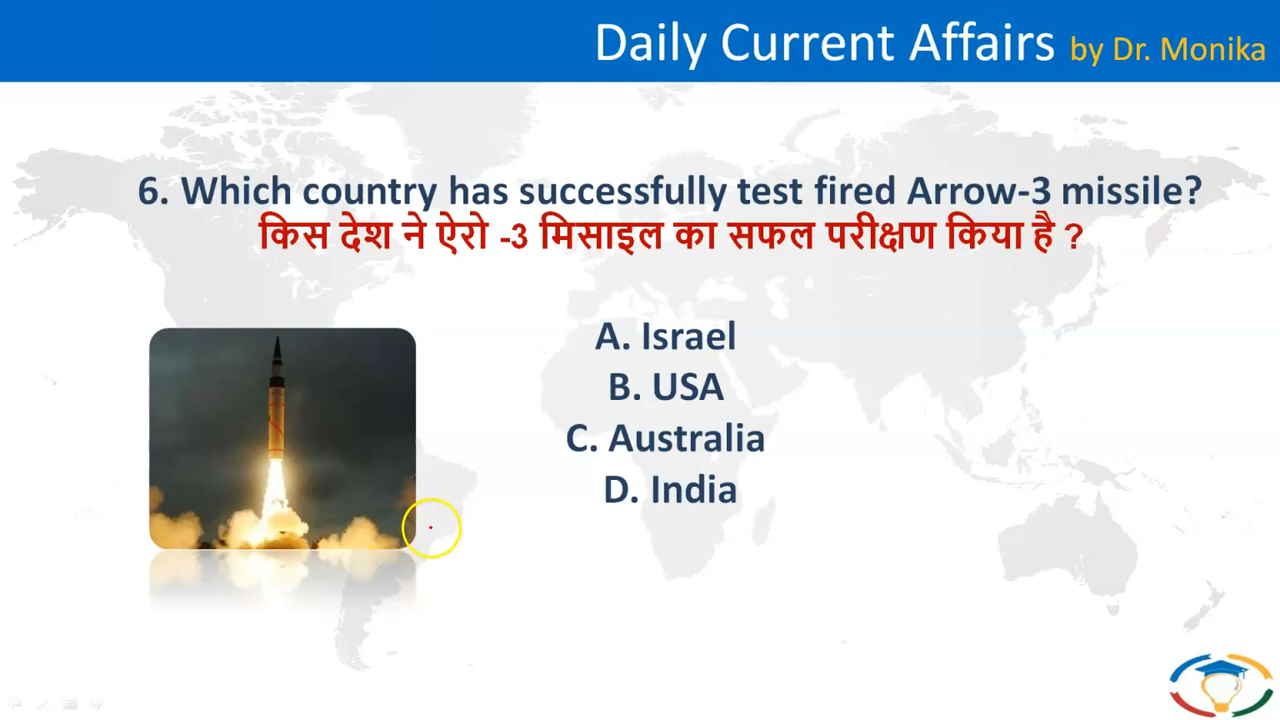 Daily Current Affairs by Dr. Monika
6. Which country has successfully test fired Arrow-3 missile?
किस देश ने ऐरो -3 मिसाइल का सफल परीक्षण किया है ?
A. Israel
B. USA
C. Australia
D. India